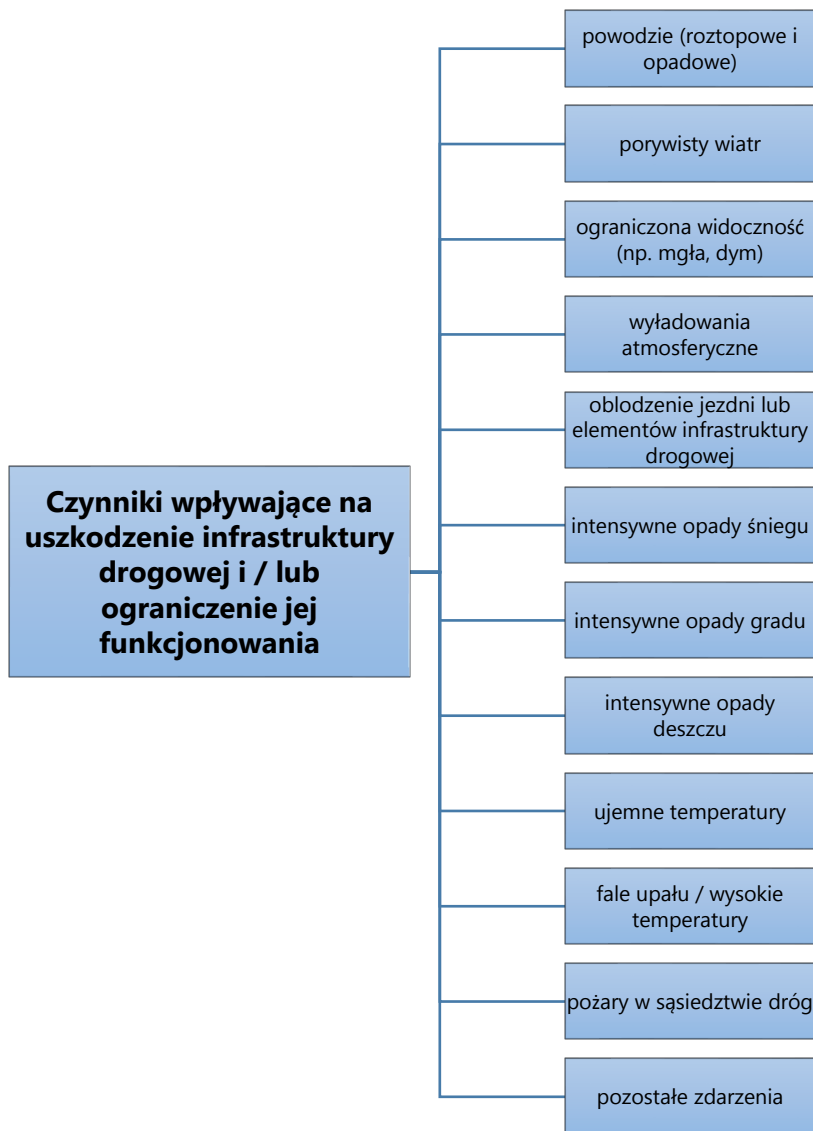 powodzie (roztopowe i
opadowe)
porywisty wiatr
ograniczona widoczność
(np. mgła, dym)
wyładowania
atmosferyczne
oblodzenie jezdni lub
elementów infrastruktury
drogowej
Czynniki wpływające na
uszkodzenie infrastruktury
drogowej i / lub
ograniczenie jej
funkcjonowania
intensywne opady śniegu
intensywne opady gradu
intensywne opady
deszczu
ujemne temperatury
fale upału / wysokie
temperatury
pożary w sąsiedztwie dróg
pozostałe zdarzenia